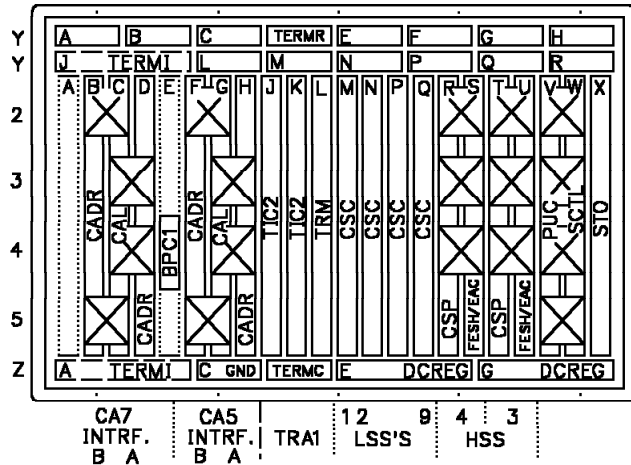 Y A B C TERMR E F G H
Y J TERMI L M N P Q R
A B C D E F G H J K L M N P Q R S T U V W X
2
3
4
5
CADR CAL CADR BPC1 CADR CAL CADR TIC2 TIC2 TRM CSC CSC CSC CSC CSP FESH/EAC CSP FESH/EAC PUC SCTL STO
Z A TERMI C GND TERMC E DCREG G DCREG
CA7 CA5 1 2 9 4 3
INTRF. INTRF. TRA1 LSS'S HSS
B A B A